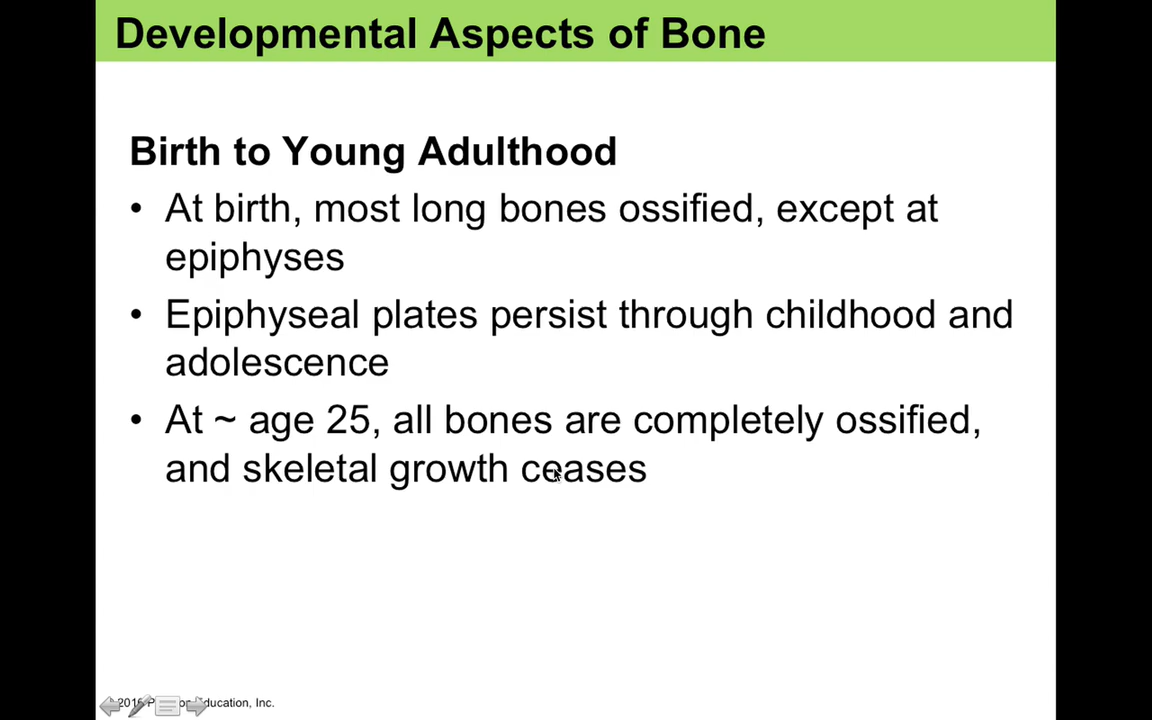 Developmental Aspects of Bone
Birth to Young Adulthood
• At birth, most long bones ossified, except at
epiphyses
• Epiphyseal plates persist through childhood and
adolescence
• At ~ age 25, all bones are completely ossified,
and skeletal growth ceases
ducation, Inc.